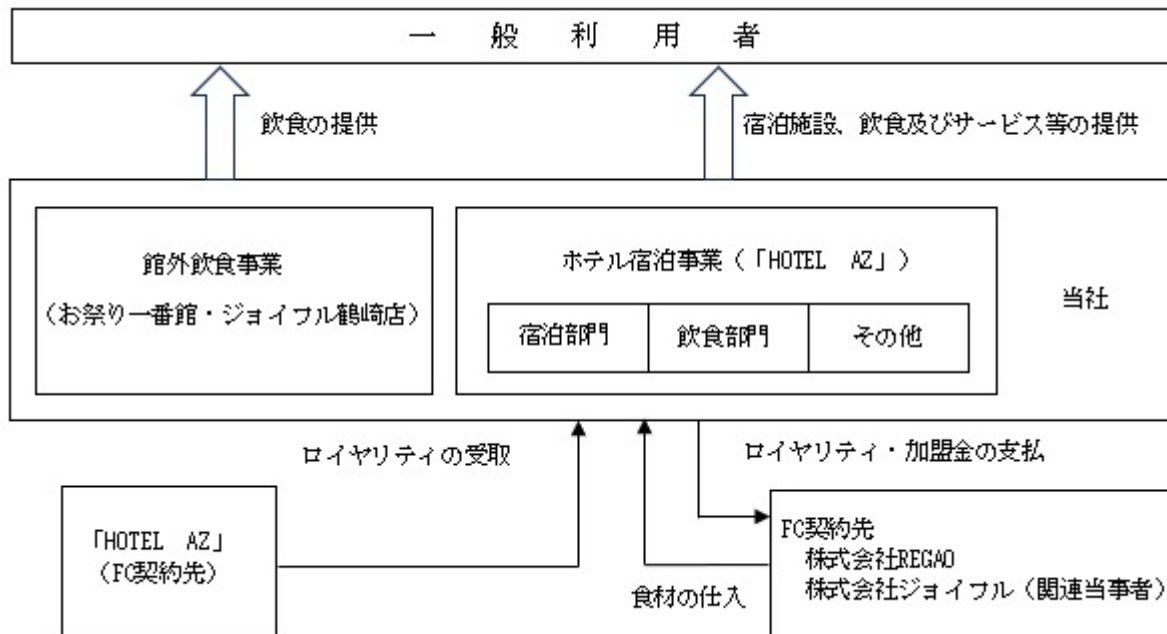 一般利用者
飲食の提供
宿泊施設、飲食及びサービス等の提供
館外飲食事業
(お祭り一番館・ジョイフル鶴崎店)
ホテル宿泊事業(「HOTEL AZ」)
宿泊部門
飲食部門
その他
当社
ロイヤリティの受取
ロイヤリティ・加盟金の支払
「HOTEL AZ」
(FC契約先)
食材の仕入
FC契約先
株式会社REGAO
株式会社ジョイフル(関連当事者)